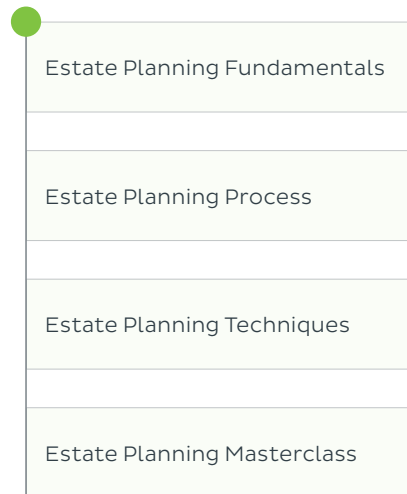 Estate Planning Fundamentals
Estate Planning Process
Estate Planning Techniques
Estate Planning Masterclass